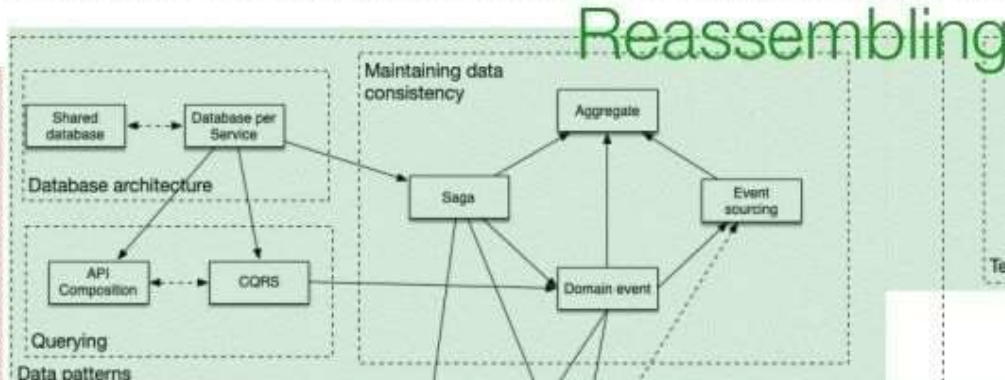 Reassembling
Maintaining data
consistency
Shared
database
Database per
Service
Aggregate
Database architecture
Saga
Event
sourcing
API
Composition
CQRS
Domain event
Te
Querying
Data patterns